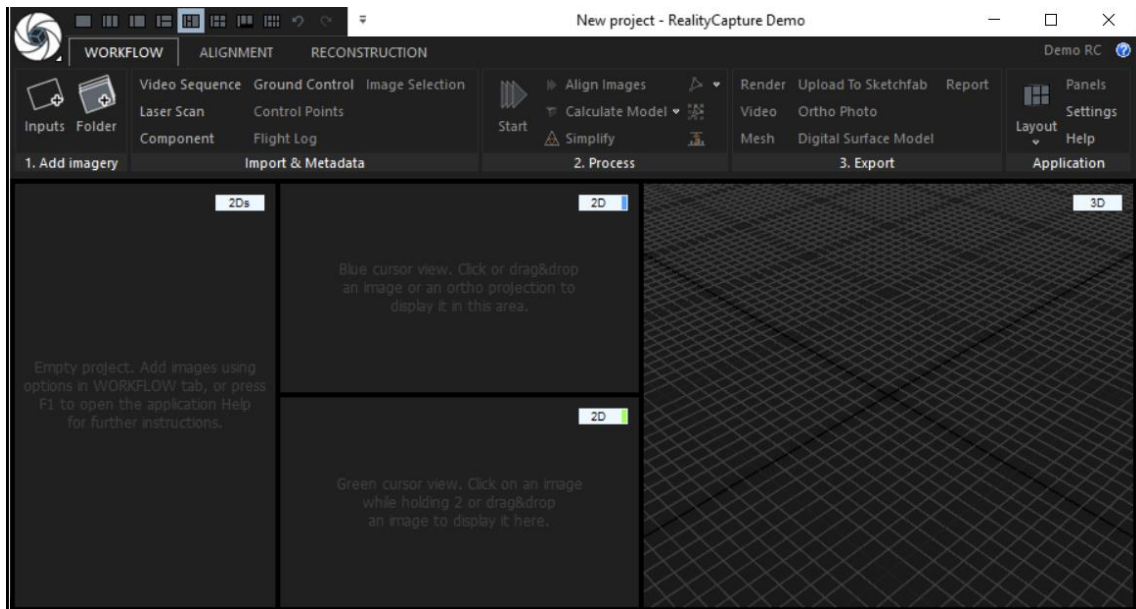 New project - RealityCapture Demo
WORKFLOW ALIGNMENT RECONSTRUCTION Demo RC ?
Inputs Folder
1. Add imagery
Video Sequence Ground Control Image Selection
Laser Scan Control Points
Component Flight Log
Import & Metadata
Start
Align Images
Calculate Model
Simplify
2. Process
Render Upload To Sketchfab Report
Video Ortho Photo
Mesh Digital Surface Model
3. Export
Layout
Panels
Settings
Help
Application
2Ds
Empty project. Add images using
options in WORKFLOW tab, or press
F1 to open the application Help
for further instructions.
2D
Blue cursor view. Click or drag&drop
an image or an ortho projection to
display it in this area.
2D
Green cursor view. Click on an image
while holding 2 or drag&drop
an image to display it here.
3D